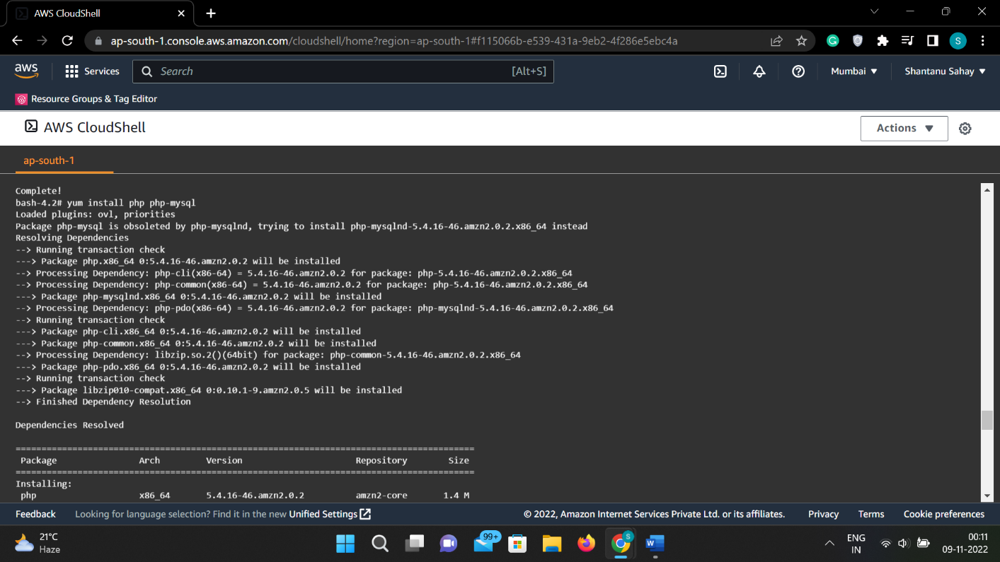 AWS CloudShell
ap-south-1.console.aws.amazon.com/cloudshell/home?region=ap-south-1#f115066b-e539-431a-9eb2-4f286e5ebc4a
S
aws
Services
Search
[Alt+S]
Mumbai ▼
Shantanu Sahay ▼
Resource Groups & Tag Editor
AWS CloudShell
Actions ▼
ap-south-1
Complete!
bash-4.2# yum install php php-mysql
Loaded plugins: ovl, priorities
Package php-mysql is obsoleted by php-mysqlnd, trying to install php-mysqlnd-5.4.16-46.amzn2.0.2.x86_64 instead
Resolving Dependencies
--> Running transaction check
---> Package php.x86_64 0:5.4.16-46.amzn2.0.2 will be installed
--> Processing Dependency: php-cli(x86-64) = 5.4.16-46.amzn2.0.2 for package: php-5.4.16-46.amzn2.0.2.x86_64
--> Processing Dependency: php-common(x86-64) = 5.4.16-46.amzn2.0.2 for package: php-5.4.16-46.amzn2.0.2.x86_64
---> Package php-mysqlnd.x86_64 0:5.4.16-46.amzn2.0.2 will be installed
--> Processing Dependency: php-pdo(x86-64) = 5.4.16-46.amzn2.0.2 for package: php-mysqlnd-5.4.16-46.amzn2.0.2.x86_64
--> Running transaction check
---> Package php-cli.x86_64 0:5.4.16-46.amzn2.0.2 will be installed
---> Package php-common.x86_64 0:5.4.16-46.amzn2.0.2 will be installed
--> Processing Dependency: libzip.so.2()(64bit) for package: php-common-5.4.16-46.amzn2.0.2.x86_64
---> Package php-pdo.x86_64 0:5.4.16-46.amzn2.0.2 will be installed
--> Running transaction check
---> Package libzip010-compat.x86_64 0:0.10.1-9.amzn2.0.5 will be installed
--> Finished Dependency Resolution
Dependencies Resolved
=========================================================================================
Package Arch Version Repository Size
=========================================================================================
Installing:
php x86_64 5.4.16-46.amzn2.0.2 amzn2-core 1.4 M
Feedback
Looking for language selection? Find it in the new Unified Settings
© 2022, Amazon Internet Services Private Ltd. or its affiliates.
Privacy
Terms
Cookie preferences
21°C
Haze
99+
S
W
ENG
IN
00:11
09-11-2022